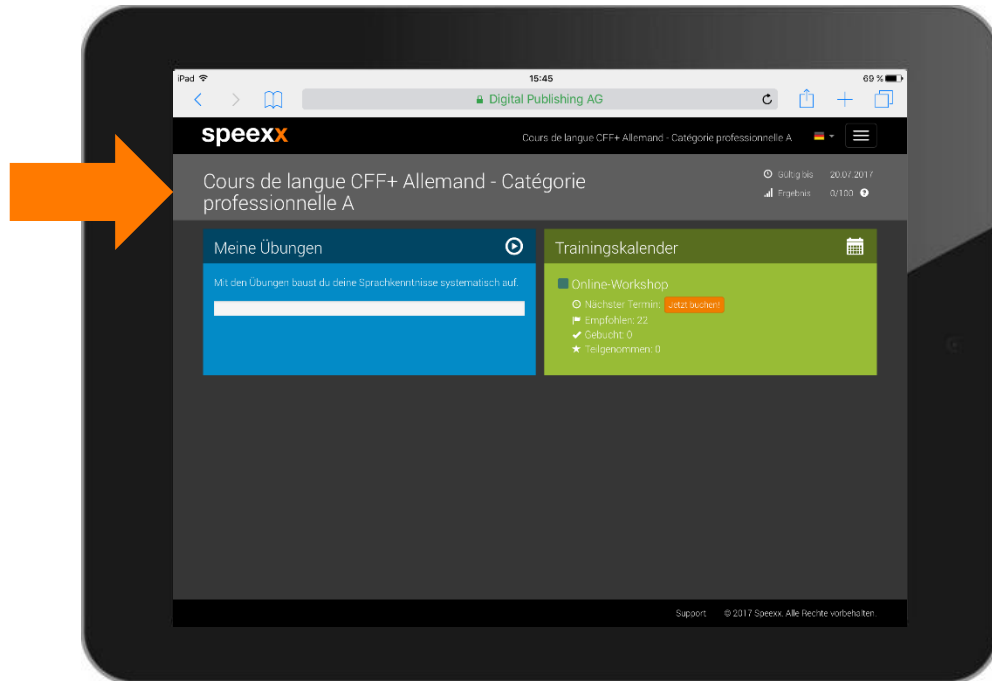 iPad 15:45 69 %
Digital Publishing AG
speexx Cours de langue CFF+ Allemand - Catégorie professionnelle A
Cours de langue CFF+ Allemand - Catégorie
professionnelle A
Gültig bis 20.07.2017
Ergebnis 0/100 ?
Meine Übungen
Mit den Übungen baust du deine Sprachkenntnisse systematisch auf.
Trainingskalender
Online-Workshop
Nächster Termin: Jetzt buchen!
Empfohlen: 22
Gebucht: 0
Teilgenommen: 0
Support © 2017 Speexx. Alle Rechte vorbehalten.